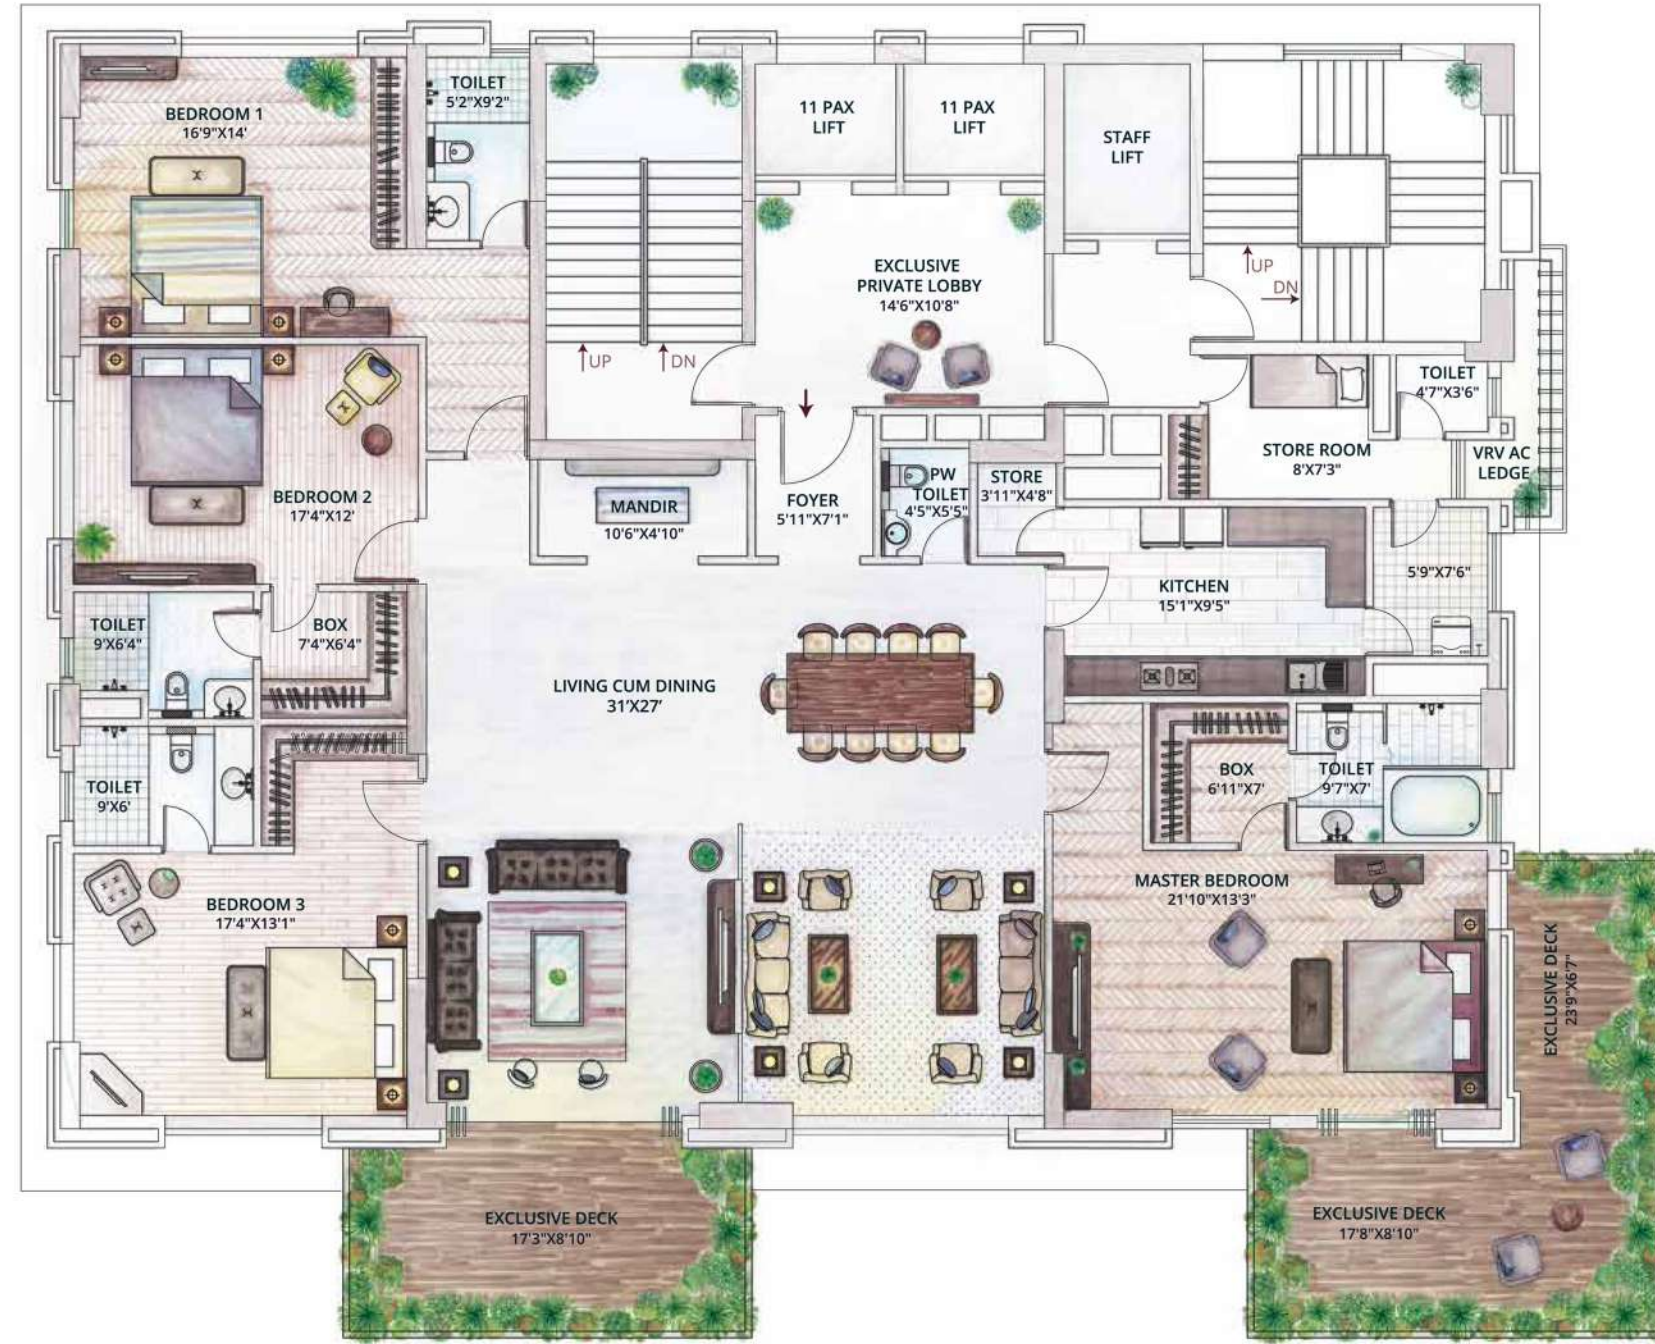 BEDROOM 1
16'9"X14'
TOILET
5'2"X9'2"
11 PAX
LIFT
11 PAX
LIFT
STAFF
LIFT
EXCLUSIVE
PRIVATE LOBBY
14'6"X10'8"
UP
DN
UP
DN
BEDROOM 2
17'4"X12'
MANDIR
10'6"X4'10"
FOYER
5'11"X7'1"
PW
TOILET
4'5"X5'5"
STORE
3'11"X4'8"
STORE ROOM
8'X7'3"
TOILET
4'7"X3'6"
VRV AC
LEDGE
KITCHEN
15'1"X9'5"
5'9"X7'6"
TOILET
9'X6'4"
BOX
7'4"X6'4"
LIVING CUM DINING
31'X27'
TOILET
9'X6'
BOX
6'11"X7'
TOILET
9'7"X7'
BEDROOM 3
17'4"X13'1"
MASTER BEDROOM
21'10"X13'3"
EXCLUSIVE DECK
23'9"X6'7"
EXCLUSIVE DECK
17'3"X8'10"
EXCLUSIVE DECK
17'8"X8'10"